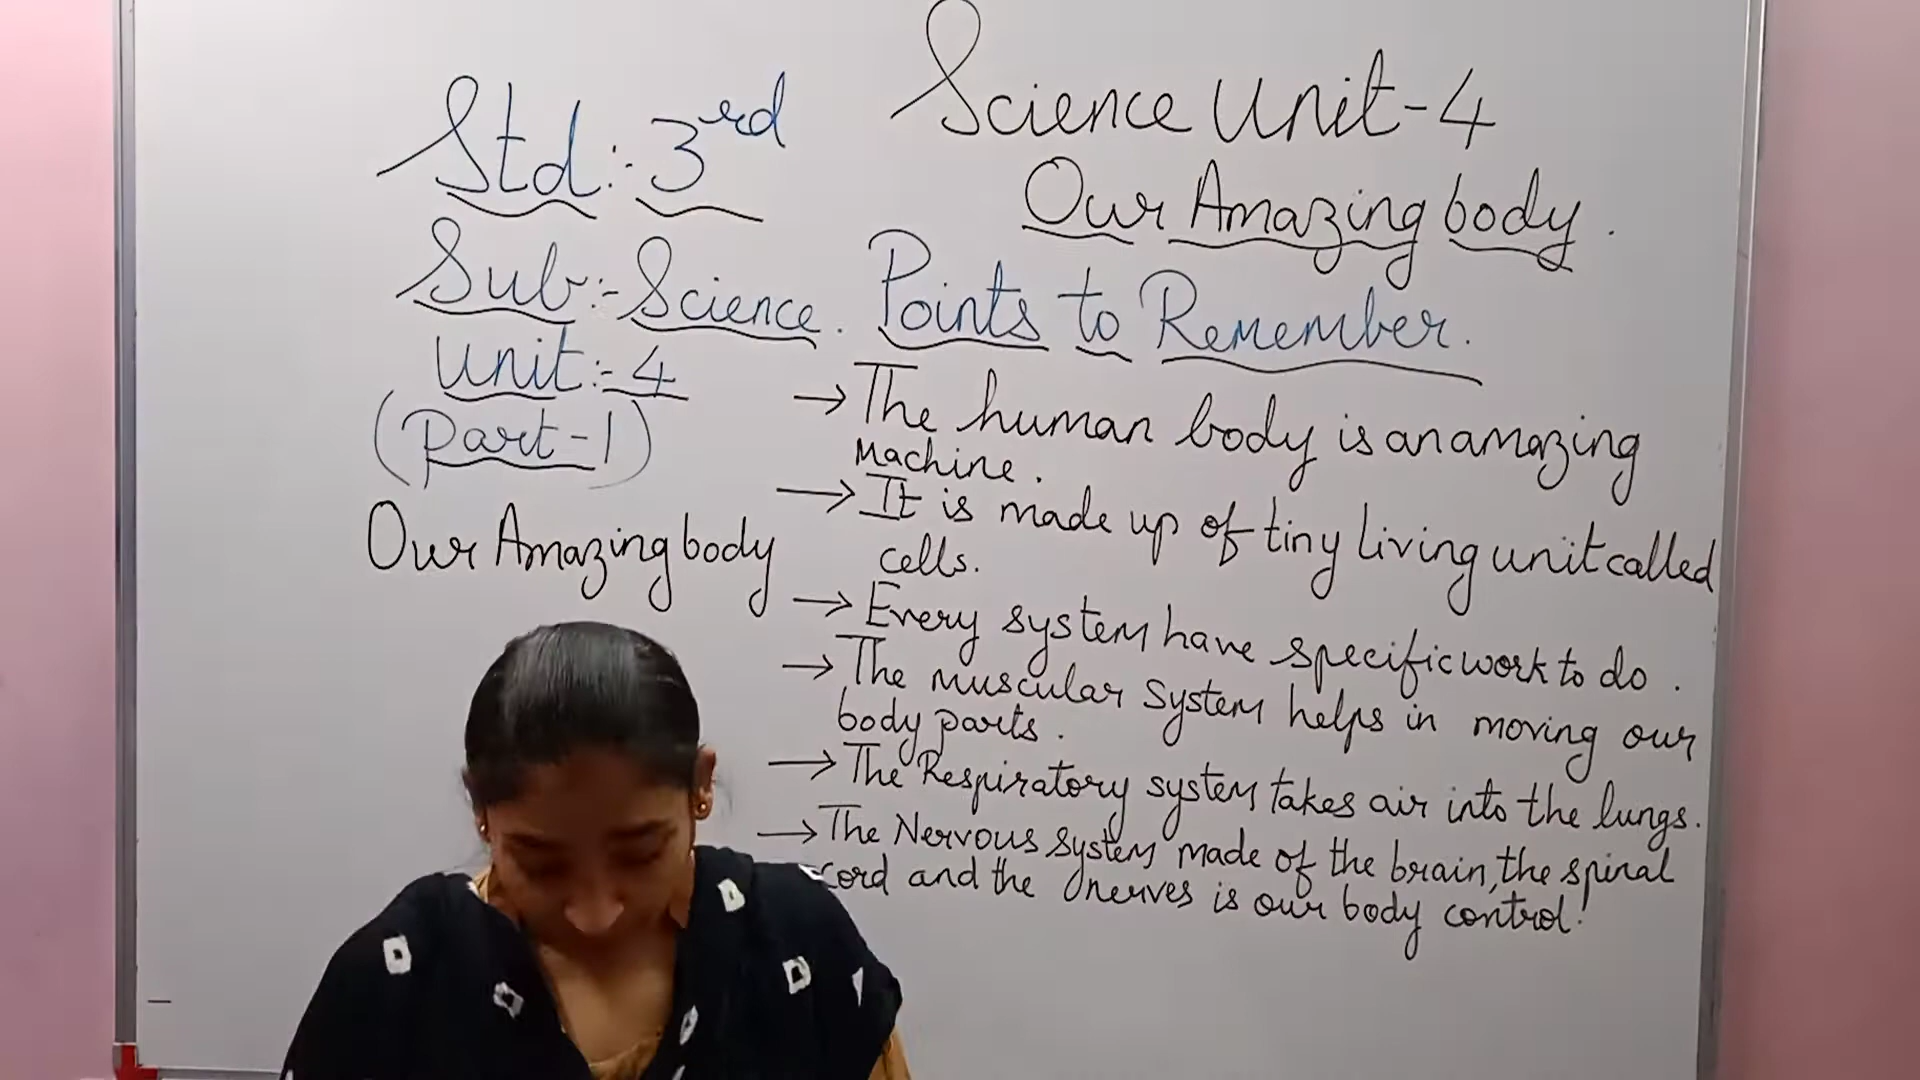 Std:- 3rd
Sub:- Science.
Unit:- 4
(Part-1)
Our Amazing body
Science Unit-4
Our Amazing body.
Points to Remember.
→ The human body is an amazing
Machine.
→ It is made up of tiny living unit called
cells.
→ Every system have specific work to do.
→ The muscular System helps in moving our
body parts.
→ The Respiratory system takes air into the lungs.
→ The Nervous System made of the brain, the spinal
cord and the nerves is our body control!